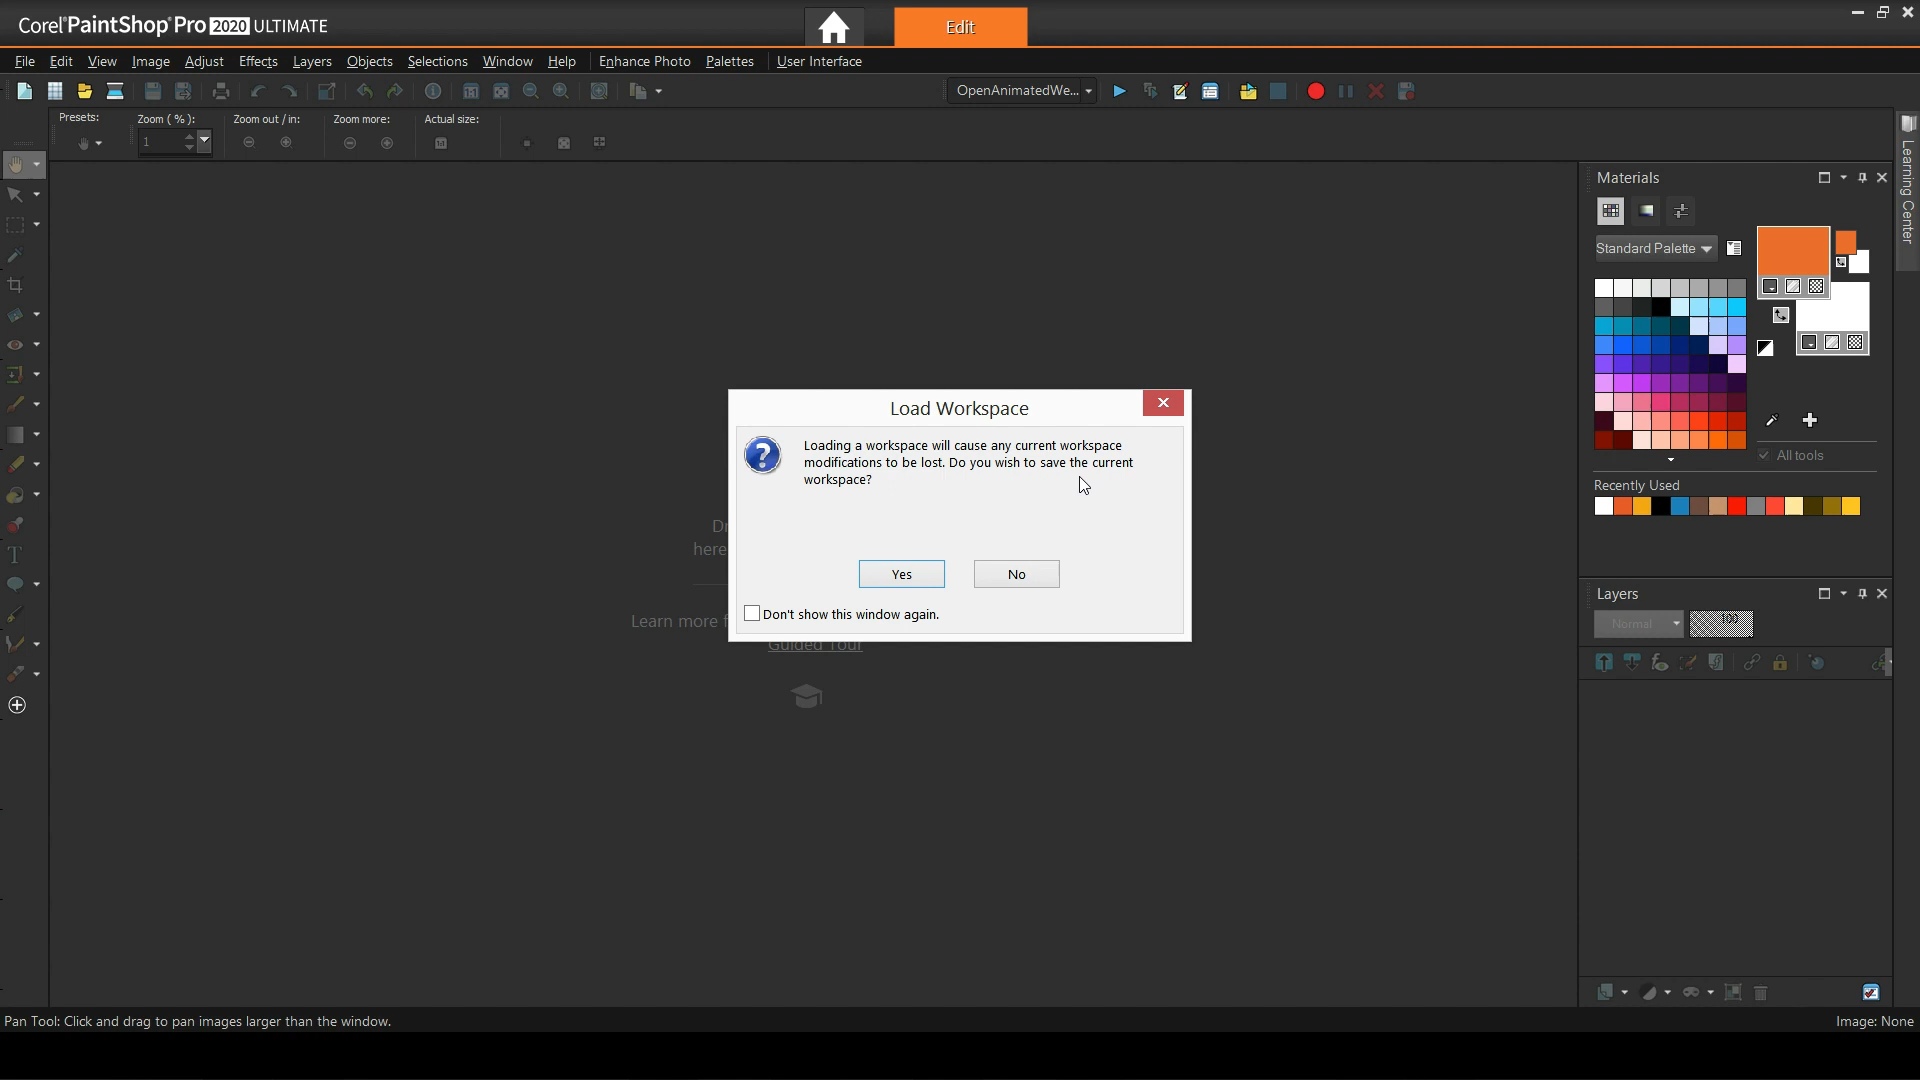 Corel PaintShop Pro 2020 ULTIMATE
Edit
File Edit View Image Adjust Effects Layers Objects Selections Window Help Enhance Photo Palettes User Interface
OpenAnimatedWe...
Presets: Zoom ( % ): Zoom out / in: Zoom more: Actual size:
1
Learning Center
Materials
Standard Palette
All tools
Recently Used
Load Workspace
Loading a workspace will cause any current workspace
modifications to be lost. Do you wish to save the current
workspace?
Yes No
Don't show this window again.
here
Learn more
Guided Tour
Layers
Normal 100
Pan Tool: Click and drag to pan images larger than the window.
Image: None